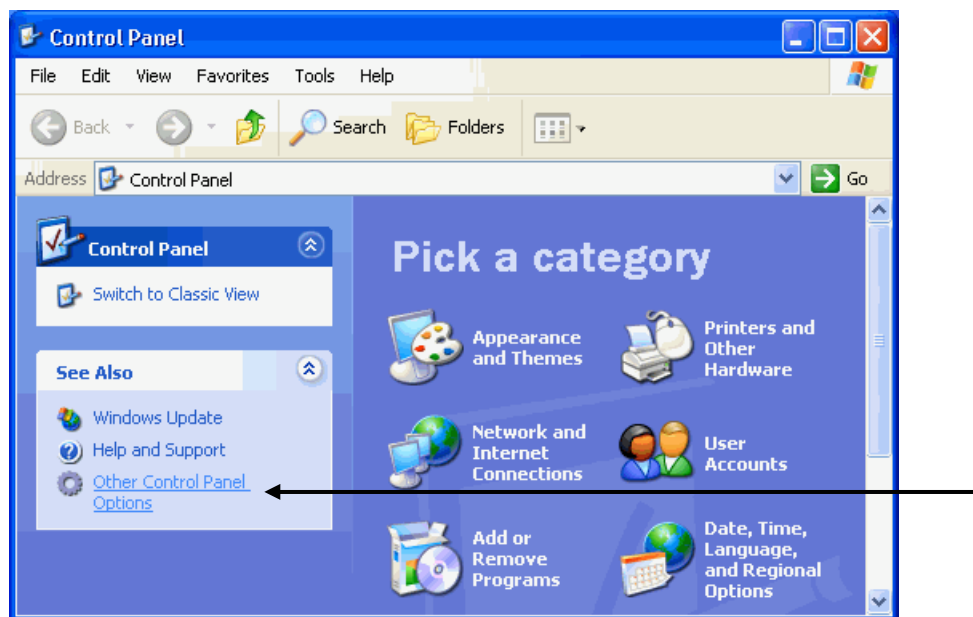 Control Panel
File Edit View Favorites Tools Help
Back Search Folders
Address Control Panel Go
Control Panel
Switch to Classic View
See Also
Windows Update
Help and Support
Other Control Panel
Options
Pick a category
Appearance
and Themes
Printers and
Other
Hardware
Network and
Internet
Connections
User
Accounts
Add or
Remove
Programs
Date, Time,
Language,
and Regional
Options